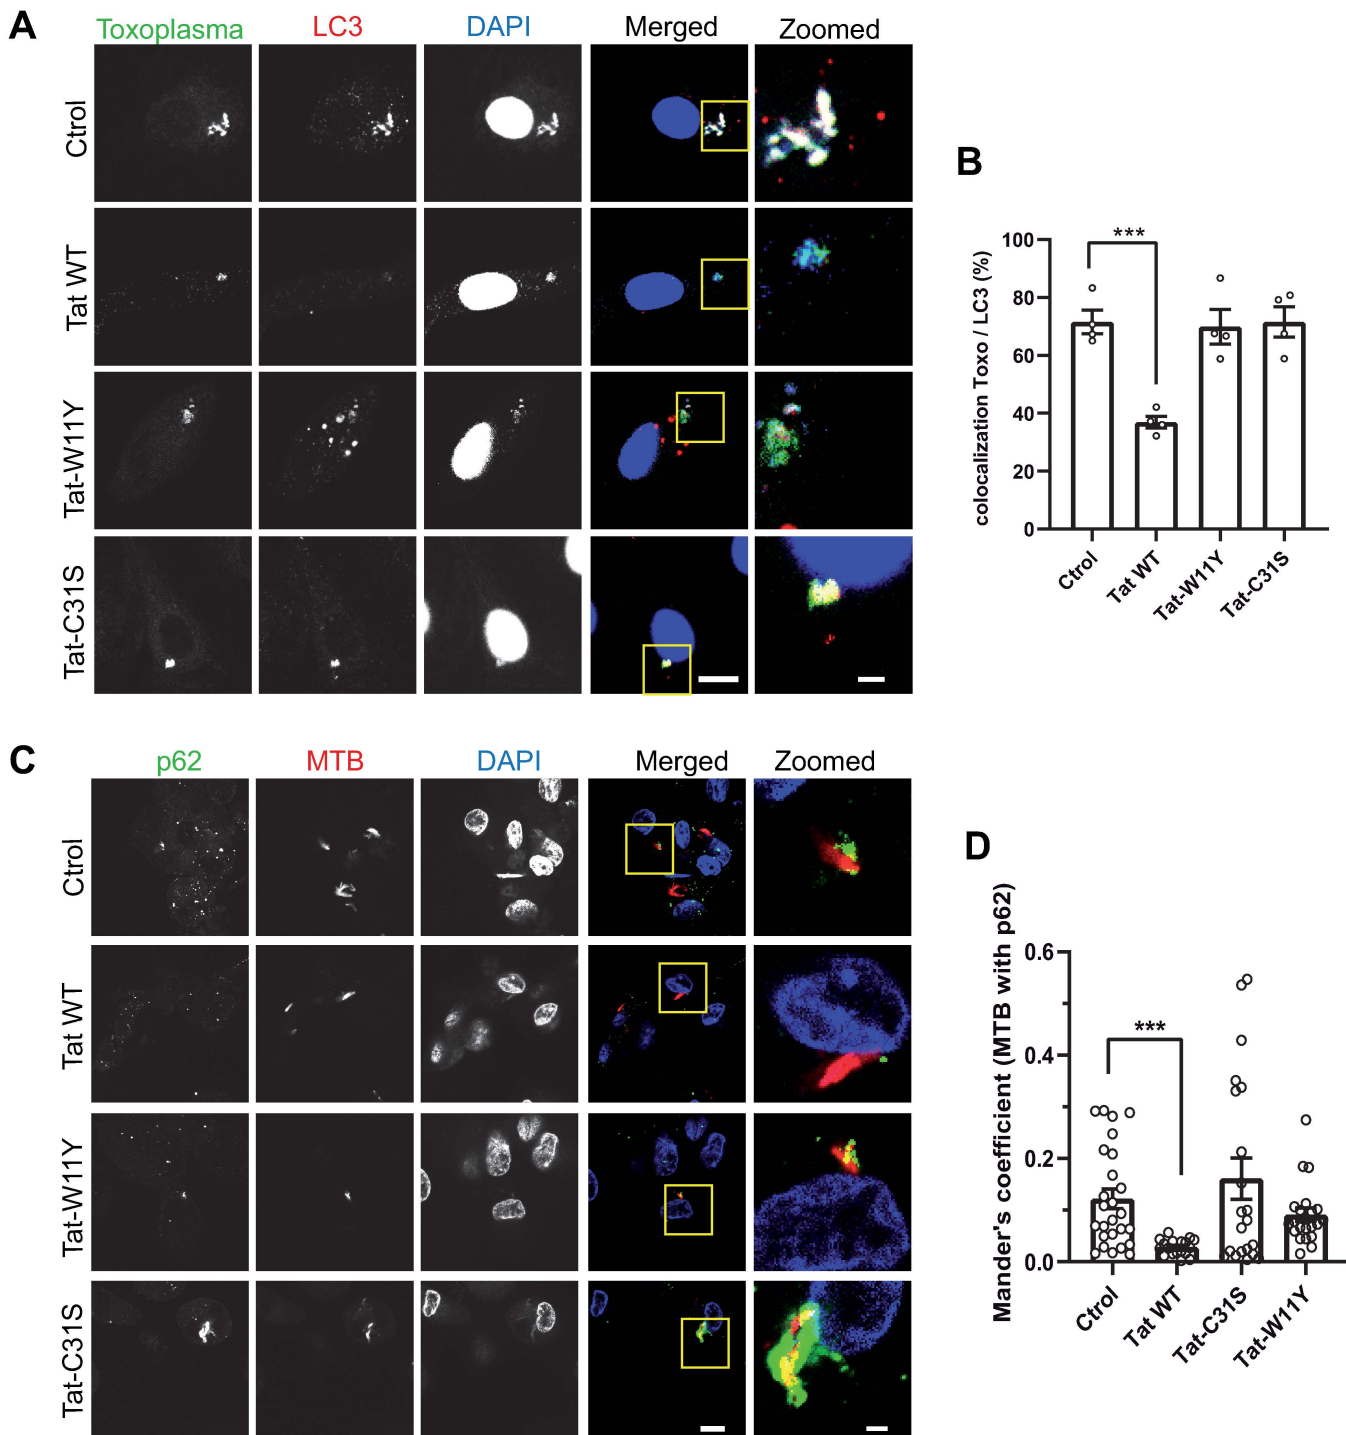 A
Toxoplasma LC3 DAPI Merged Zoomed
Ctrol
Tat WT
Tat-W11Y
Tat-C31S
B
colocalization Toxo / LC3 (%)
100
80
60
40
20
0
***
Ctrol Tat WT Tat-W11Y Tat-C31S
C
p62 MTB DAPI Merged Zoomed
Ctrol
Tat WT
Tat-W11Y
Tat-C31S
D
Mander's coefficient (MTB with p62)
0.6
0.4
0.2
0.0
***
Ctrol Tat WT Tat-C31S Tat-W11Y